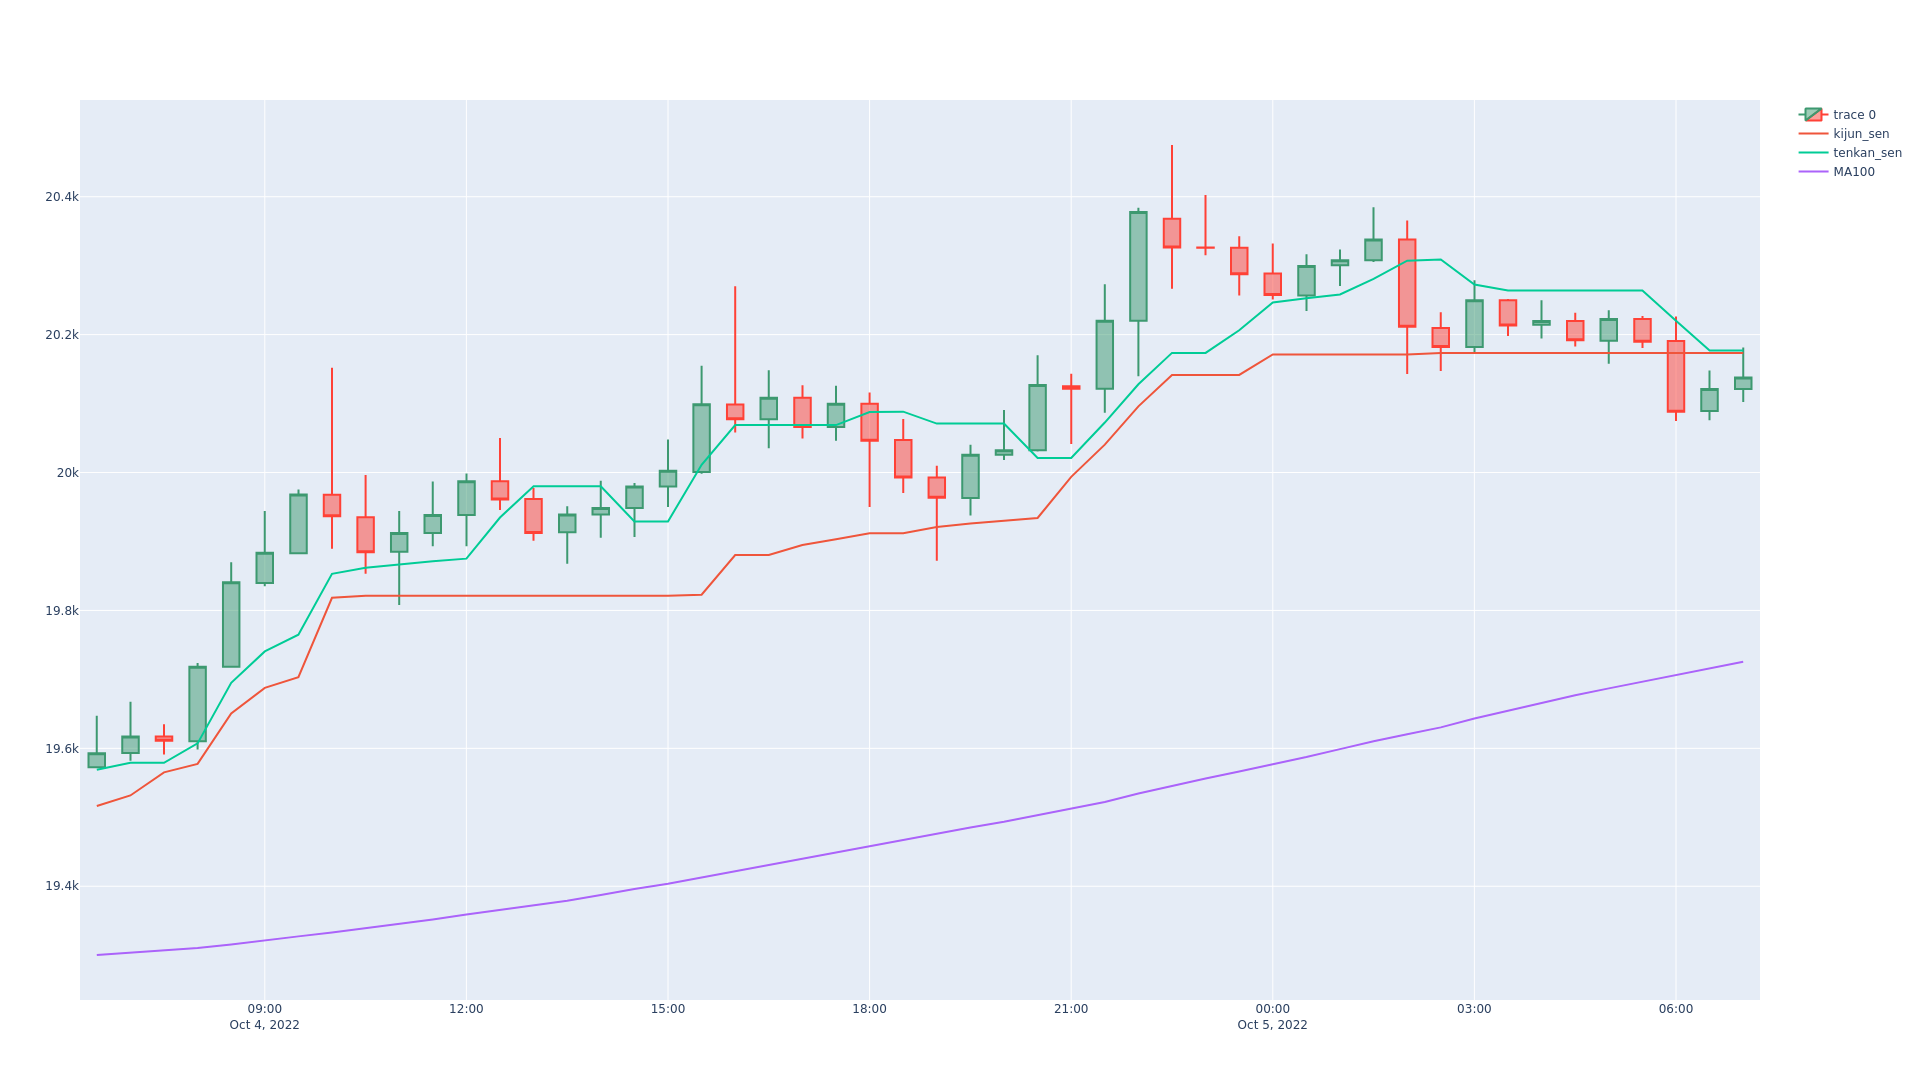 trace 0
kijun_sen
tenkan_sen
MA100
20.4k
20.2k
20k
19.8k
19.6k
19.4k
09:00 12:00 15:00 18:00 21:00 00:00 03:00 06:00
Oct 4, 2022 Oct 5, 2022